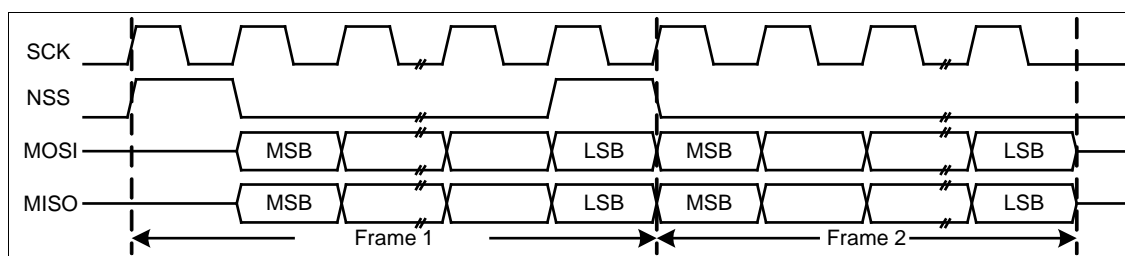 SCK
NSS
MOSI MSB LSB MSB LSB
MISO MSB LSB MSB LSB
Frame 1 Frame 2